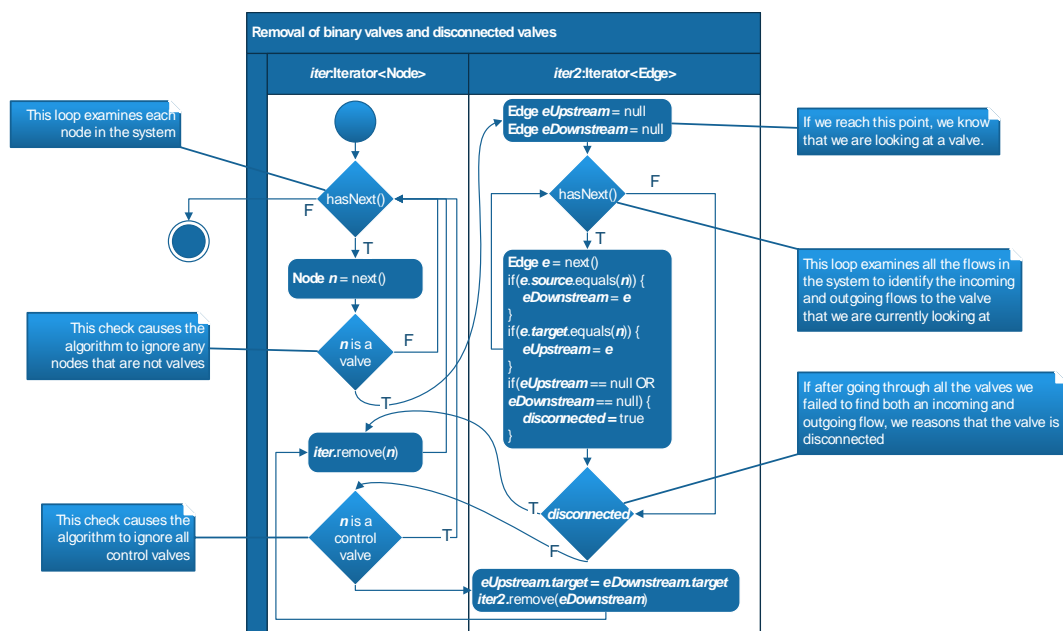 Removal of binary valves and disconnected valves
iter:Iterator<Node>
iter2:Iterator<Edge>
This loop examines each
node in the system
hasNext()
F
T
Node n = next()
This check causes the
algorithm to ignore any
nodes that are not valves
n is a
valve
F
T
iter.remove(n)
This check causes the
algorithm to ignore all
control valves
n is a
control
valve
T
Edge eUpstream = null
Edge eDownstream = null
If we reach this point, we know
that we are looking at a valve.
hasNext()
F
T
Edge e = next()
if(e.source.equals(n)) {
eDownstream = e
}
if(e.target.equals(n)) {
eUpstream = e
}
if(eUpstream == null OR
eDownstream == null) {
disconnected = true
}
This loop examines all the flows in
the system to identify the incoming
and outgoing flows to the valve
that we are currently looking at
If after going through all the valves we
failed to find both an incoming and
outgoing flow, we reasons that the valve is
disconnected
disconnected
T
F
eUpstream.target = eDownstream.target
iter2.remove(eDownstream)